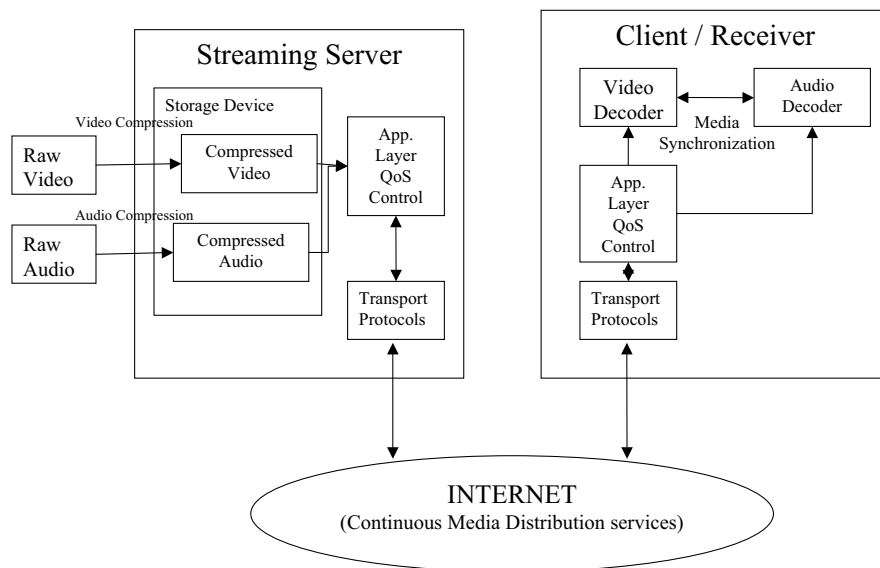 Streaming Server
Client / Receiver
Storage Device
Video Compression
Raw
Video
Compressed
Video
App.
Layer
QoS
Control
Audio Compression
Raw
Audio
Compressed
Audio
Transport
Protocols
Video
Decoder
Audio
Decoder
Media
Synchronization
App.
Layer
QoS
Control
Transport
Protocols
INTERNET
(Continuous Media Distribution services)